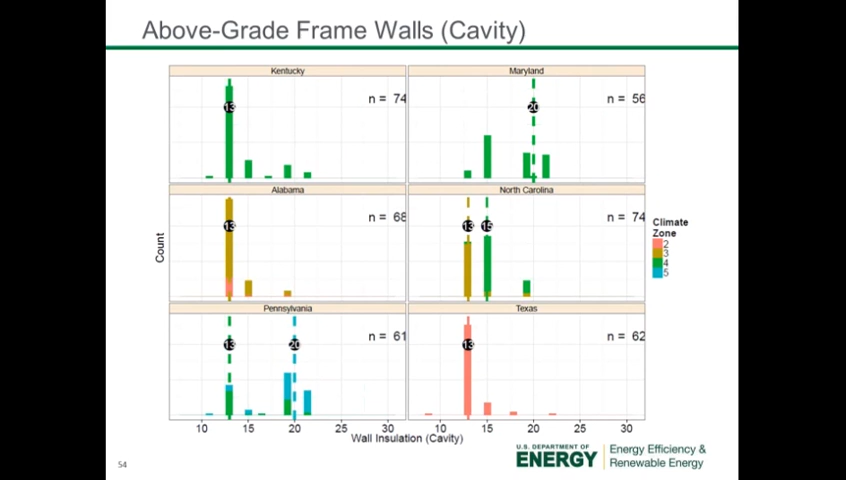 Above-Grade Frame Walls (Cavity)
Kentucky
Maryland
n = 74
n = 56
13
20
Alabama
North Carolina
n = 68
n = 74
13
13
15
Climate
Zone
2
3
4
5
Count
Pennsylvania
Texas
n = 61
n = 62
13
20
13
10 15 20 25 30 10 15 20 25 30
Wall Insulation (Cavity)
54
U.S. DEPARTMENT OF
ENERGY
Energy Efficiency &
Renewable Energy